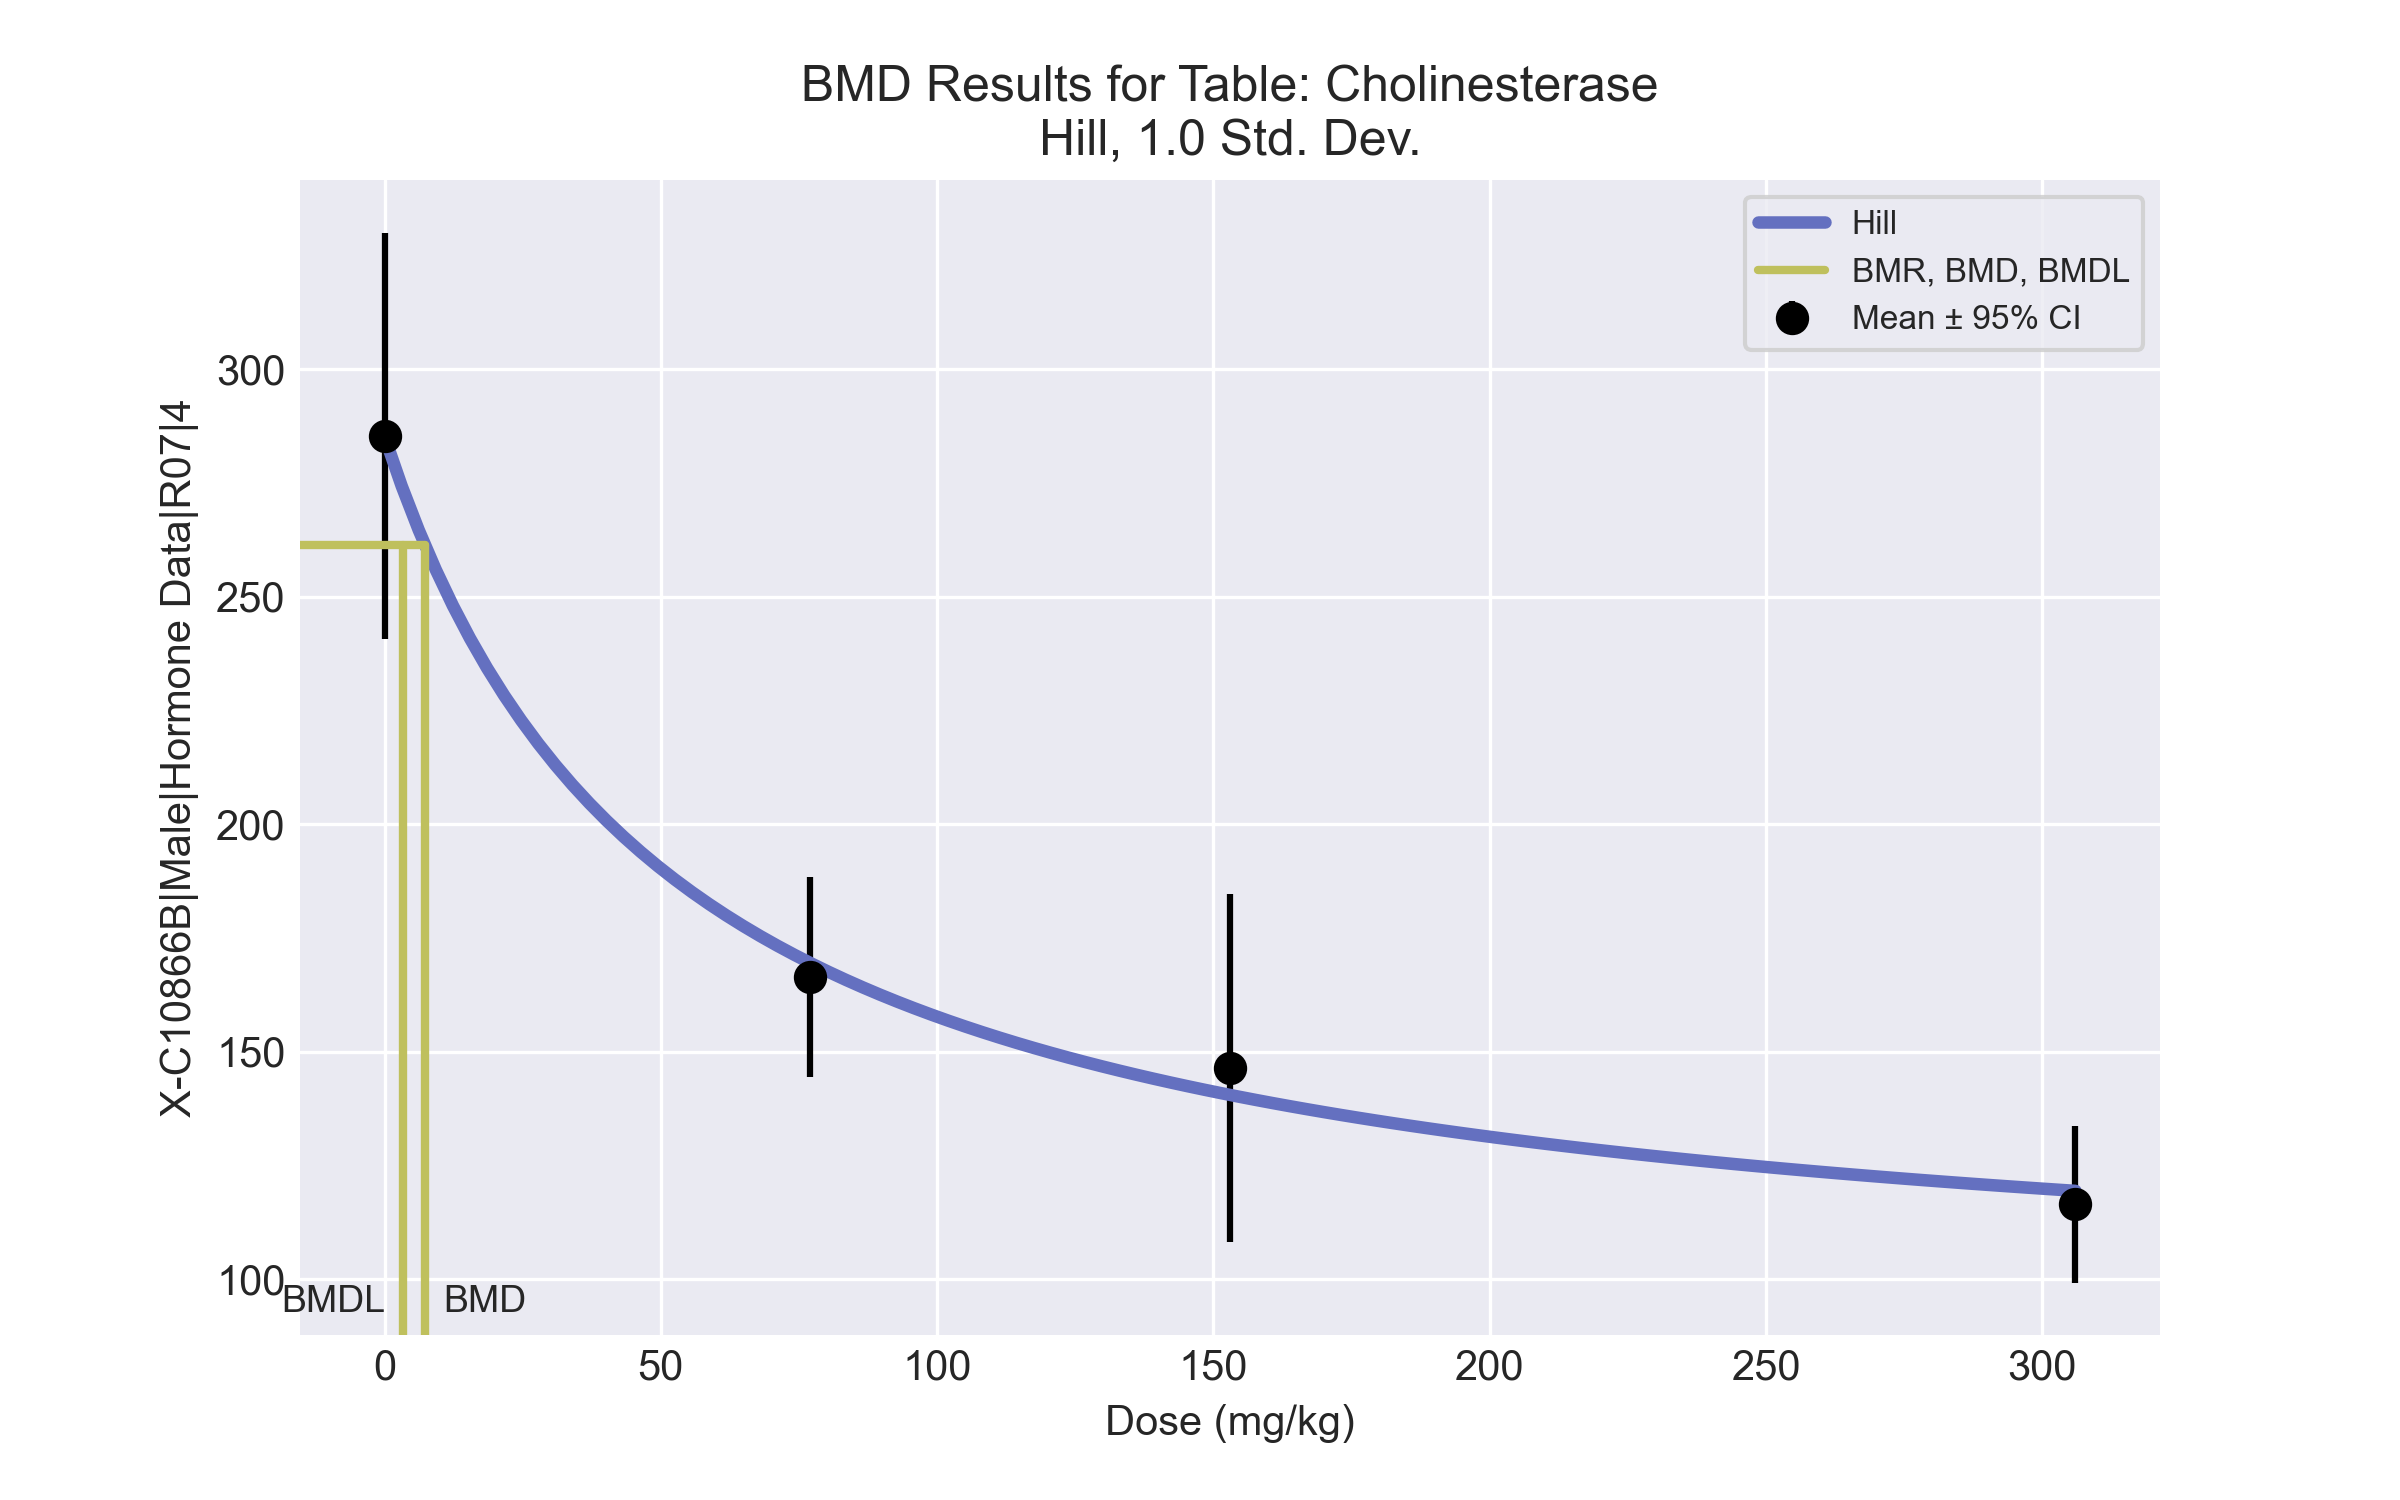 BMD Results for Table: Cholinesterase
Hill, 1.0 Std. Dev.
Hill
BMR, BMD, BMDL
Mean ± 95% CI
X-C10866B|Male|Hormone Data|R07|4
300
250
200
150
100
BMDL
BMD
0
50
100
150
200
250
300
Dose (mg/kg)